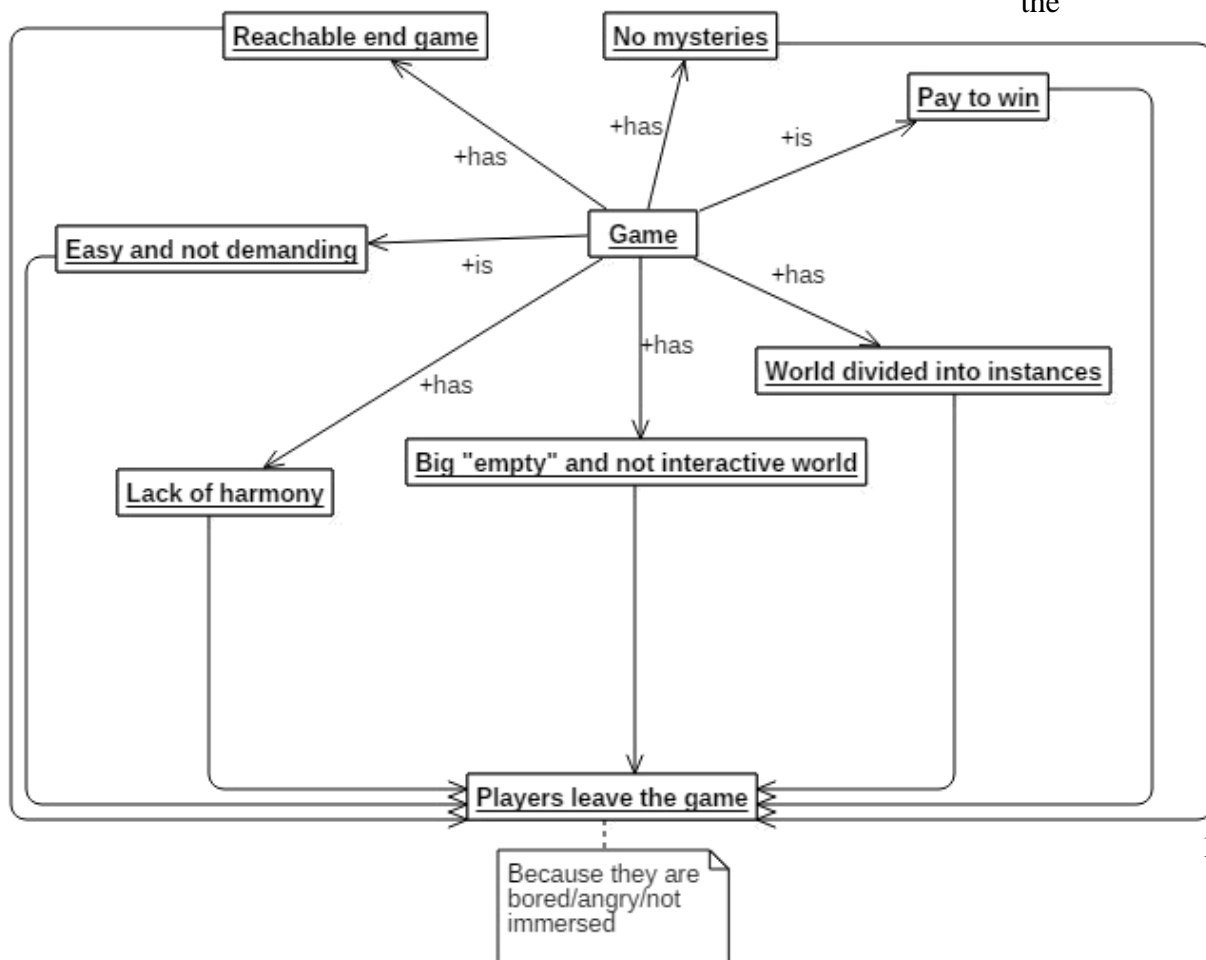 the
Reachable end game
No mysteries
Pay to win
+has
+has
+is
Game
Easy and not demanding
+is
+has
+has
+has
World divided into instances
Big "empty" and not interactive world
Lack of harmony
Players leave the game
Because they are
bored/angry/not
immersed